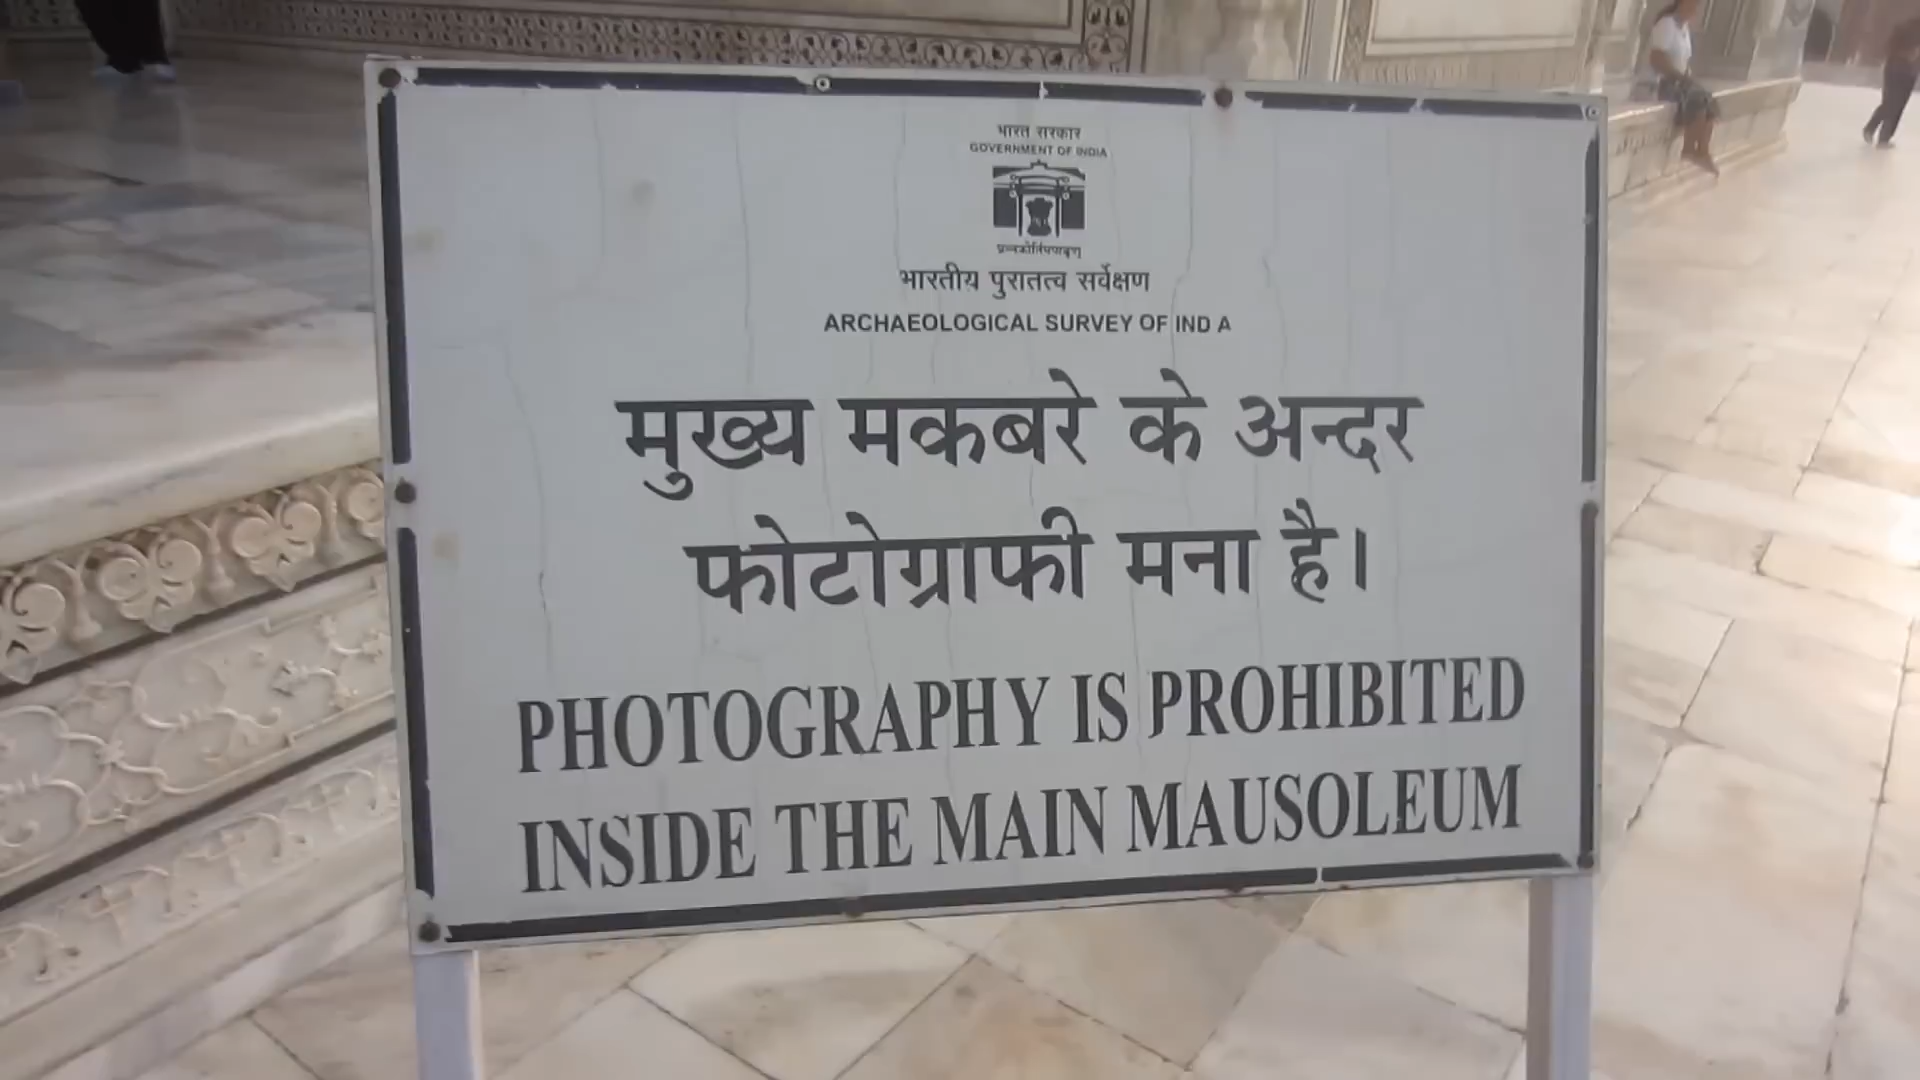 भारत सरकार
GOVERNMENT OF INDIA
भारतीय पुरातत्व सर्वेक्षण
ARCHAEOLOGICAL SURVEY OF IND A
मुख्य मकबरे के अन्दर
फोटोग्राफी मना है।
PHOTOGRAPHY IS PROHIBITED
INSIDE THE MAIN MAUSOLEUM